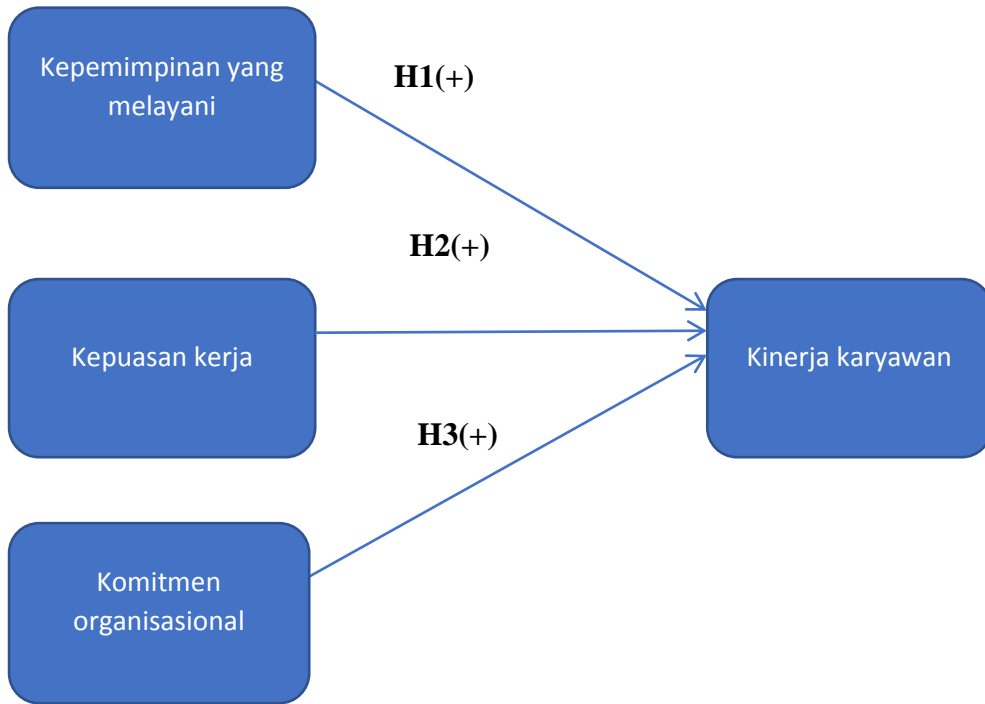 Kepemimpinan yang
melayani
H1(+)
H2(+)
Kepuasan kerja
Kinerja karyawan
H3(+)
Komitmen
organisasional